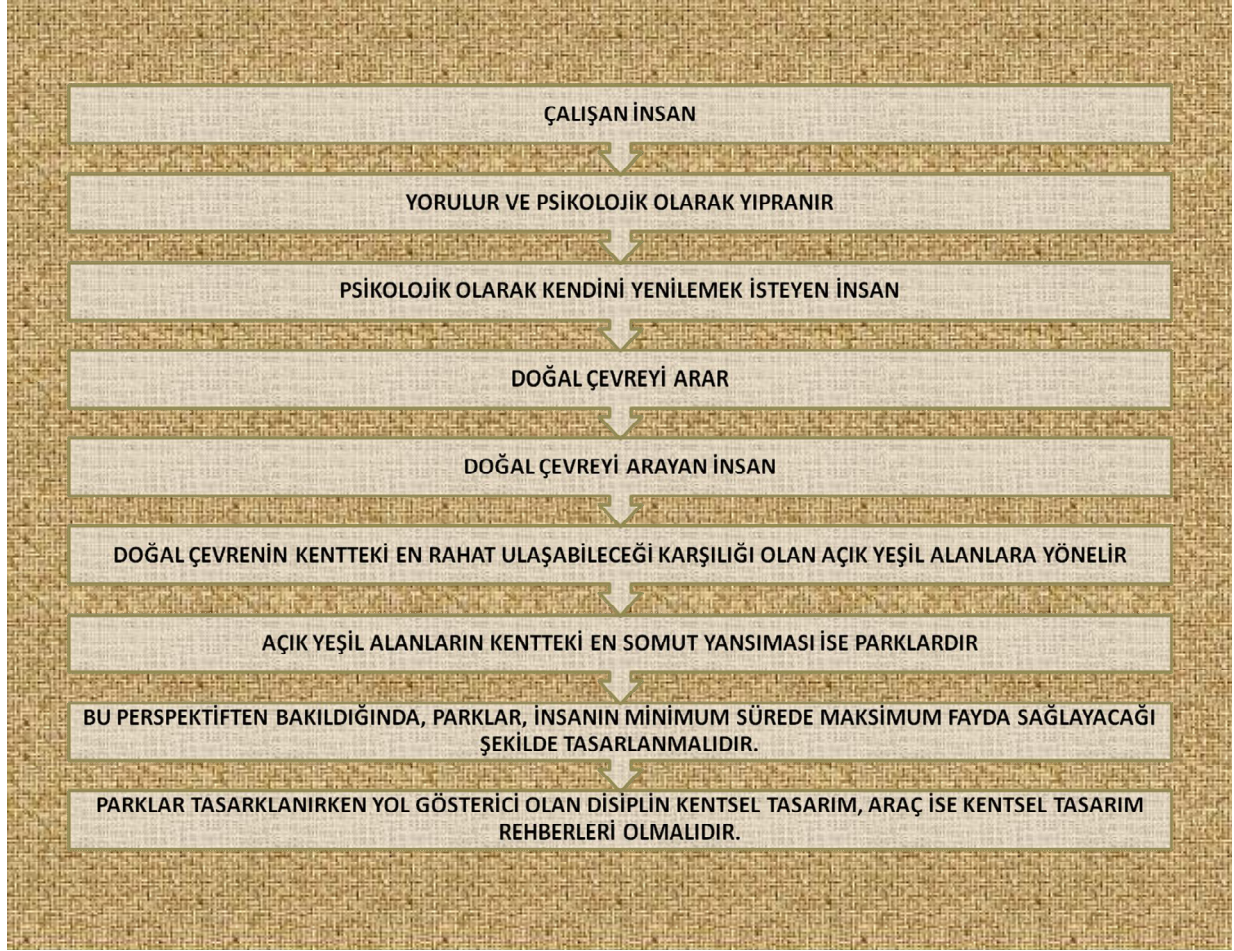 ÇALIŞAN İNSAN
YORULUR VE PSİKOLOJİK OLARAK YIPRANIR
PSİKOLOJİK OLARAK KENDİNİ YENİLEMEK İSTEYEN İNSAN
DOĞAL ÇEVREYİ ARAR
DOĞAL ÇEVREYİ ARAYAN İNSAN
DOĞAL ÇEVRENİN KENTTEKİ EN RAHAT ULAŞABİLECEĞİ KARŞILIĞI OLAN AÇIK YEŞİL ALANLARA YÖNELİR
AÇIK YEŞİL ALANLARIN KENTTEKİ EN SOMUT YANSIMASI İSE PARKLARDIR
BU PERSPEKTİFTEN BAKILDIĞINDA, PARKLAR, İNSANIN MİNİMUM SÜREDE MAKSİMUM FAYDA SAĞLAYACAĞI
ŞEKİLDE TASARLANMALIDIR.
PARKLAR TASARKLANIRKEN YOL GÖSTERİCİ OLAN DİSİPLİN KENTSEL TASARIM, ARAÇ İSE KENTSEL TASARIM
REHBERLERİ OLMALIDIR.